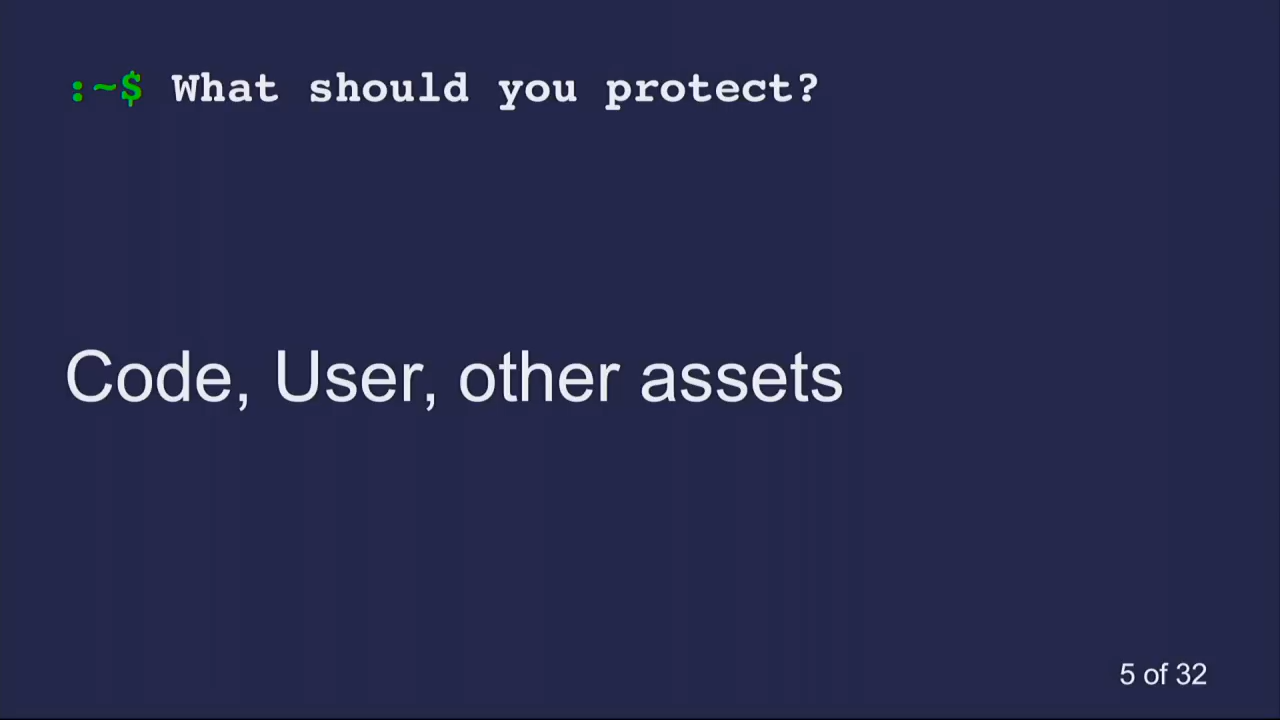 :~$ What should you protect?
Code, User, other assets
5 of 32